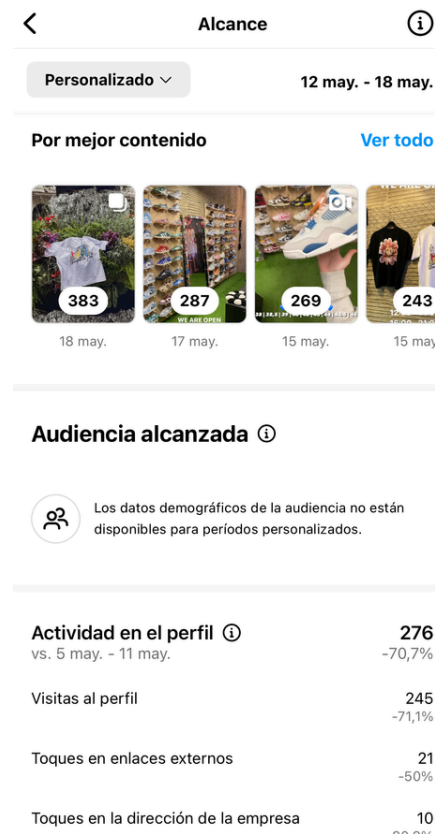 Alcance
Personalizado
12 may. - 18 may.
Por mejor contenido
Ver todo
383
287
269
243
WE ARE OPEN
18 may.
17 may.
15 may.
15 may
Audiencia alcanzada
Los datos demográficos de la audiencia no están
disponibles para períodos personalizados.
Actividad en el perfil
276
vs. 5 may. - 11 may.
-70,7%
Visitas al perfil
245
-71,1%
Toques en enlaces externos
21
-50%
Toques en la dirección de la empresa
10